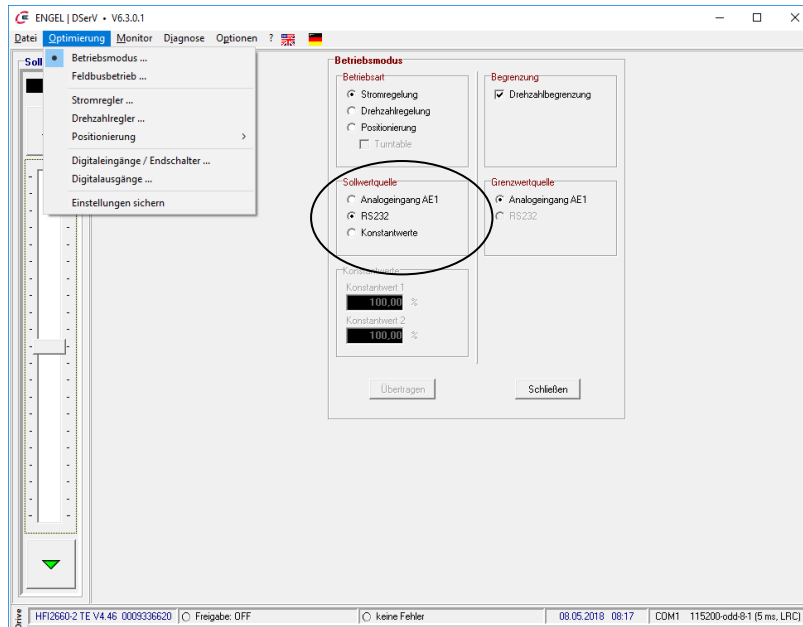 ENGEL | DSerV • V6.3.0.1
Datei Optimierung Monitor Diagnose Optionen ?
Betriebsmodus ...
Feldbusbetrieb ...
Stromregler ...
Drehzahlregler ...
Positionierung
Digitaleingänge / Endschalter ...
Digitalausgänge ...
Einstellungen sichern
Soll
Betriebsmodus
Betriebsart
Stromregelung
Drehzahlregelung
Positionierung
Turntable
Begrenzung
Drehzahlbegrenzung
Sollwertquelle
Analogeingang AE1
RS232
Konstantwerte
Grenzwertquelle
Analogeingang AE1
RS232
Konstantwerte
Konstantwert 1
100,00 %
Konstantwert 2
100,00 %
Übertragen
Schließen
Drive
HFI2660-2 TE V4.46 0009336620 Freigabe: OFF keine Fehler 08.05.2018 08:17 COM1 115200-odd-8-1 (5 ms, LRC)